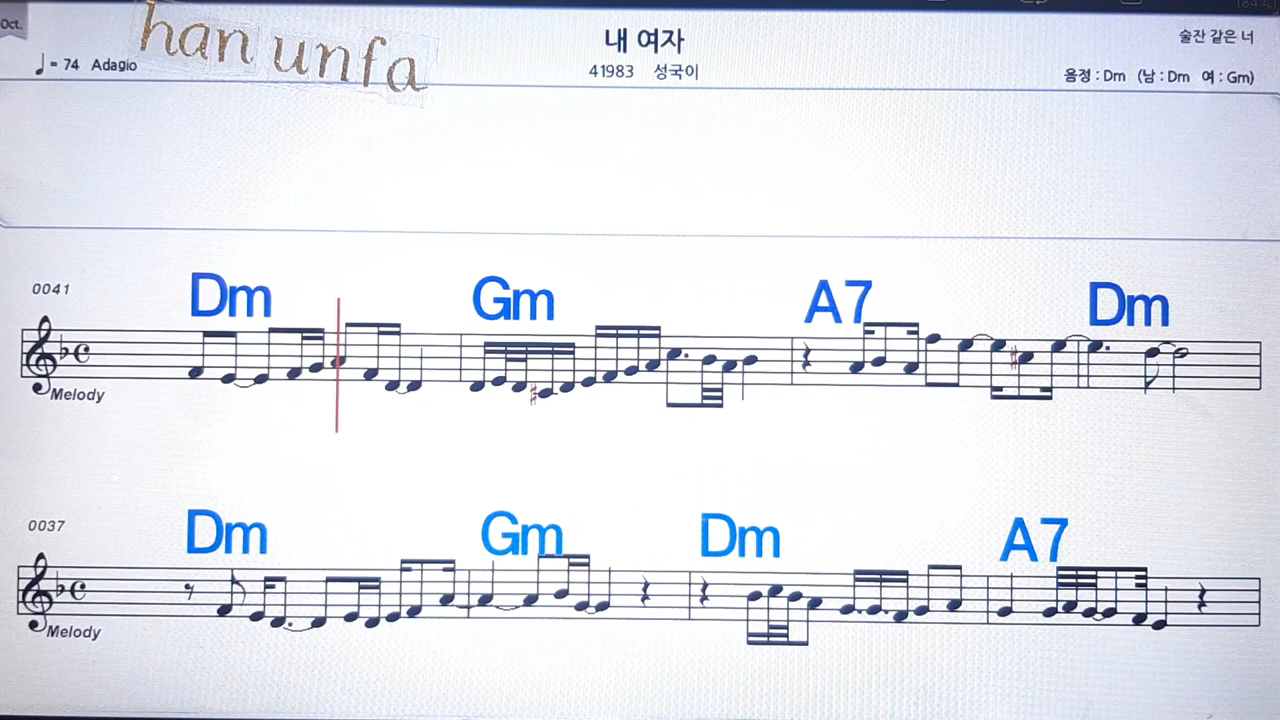 Oct.
han unfa
내 여자
술잔 같은 너
♩= 74 Adagio
41983 성국이
음정 : Dm (남 : Dm 여 : Gm)
0041
Dm Gm A7 Dm
Melody
0037
Dm Gm Dm A7
Melody